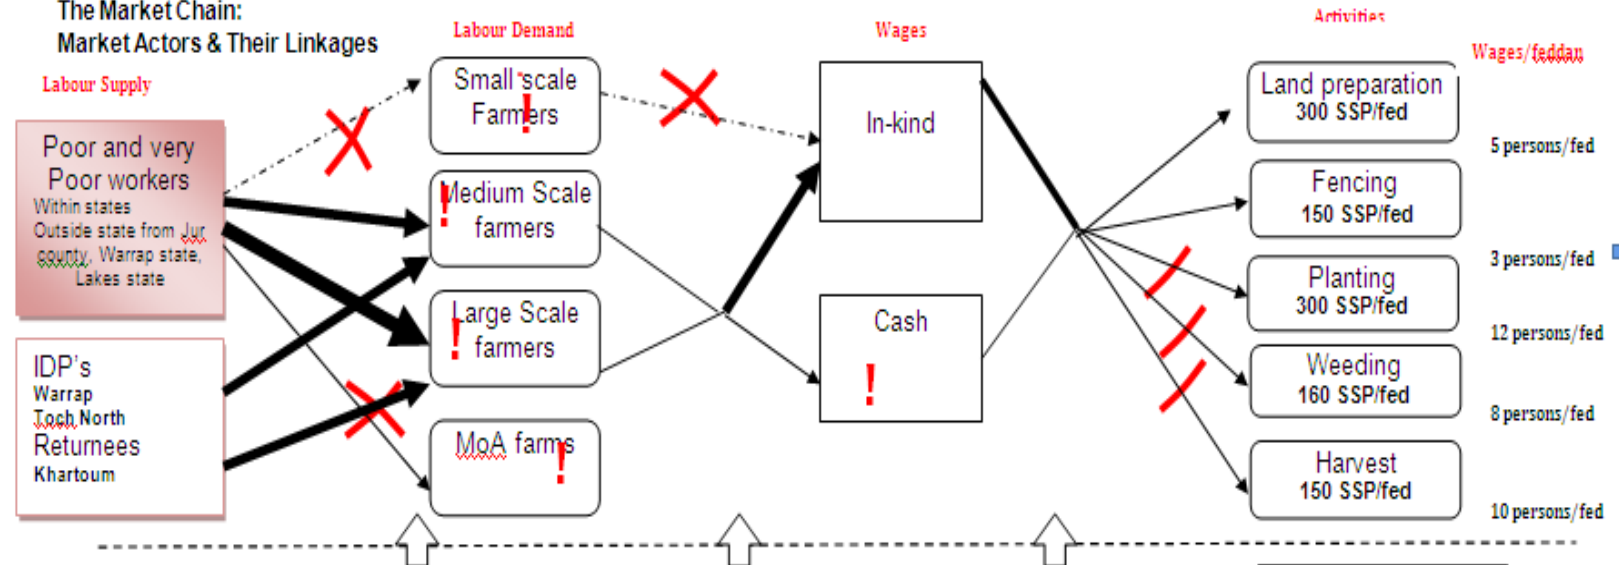 The Market Chain:
Market Actors & Their Linkages
Labour Supply
Labour Demand
Wages
Activities
Wages/feddan
Poor and very
Poor workers
Within states
Outside state from Jur
county, Warrap state,
Lakes state
IDP's
Warrap
Toch North
Returnees
Khartoum
Small scale
Farmers
!
Medium Scale
farmers
!
Large Scale
farmers
!
MoA farms
!
In-kind
Cash
!
Land preparation
300 SSP/fed
Fencing
150 SSP/fed
Planting
300 SSP/fed
Weeding
160 SSP/fed
Harvest
150 SSP/fed
5 persons/fed
3 persons/fed
12 persons/fed
8 persons/fed
10 persons/fed